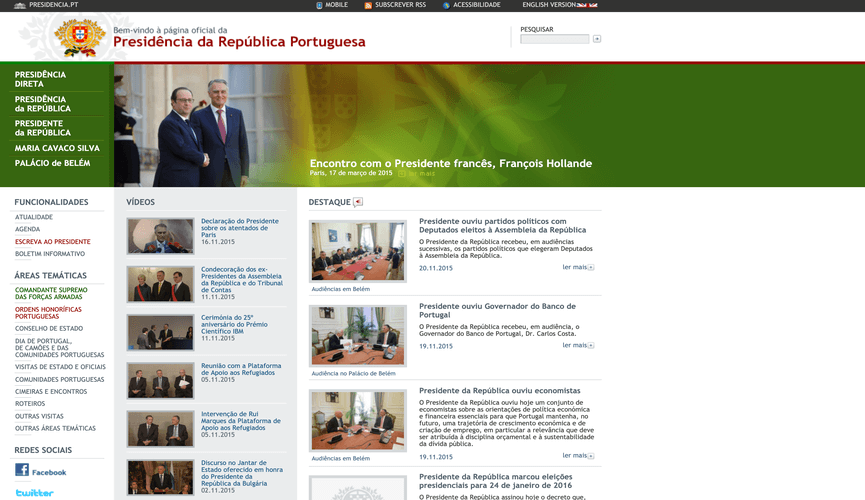 PRESIDENCIA.PT
MOBILE
SUBSCREVER RSS
ACESSIBILIDADE
ENGLISH VERSION
Bem-vindo à página oficial da
Presidência da República Portuguesa
PESQUISAR
PRESIDÊNCIA
DIRETA
PRESIDÊNCIA
da REPÚBLICA
PRESIDENTE
da REPÚBLICA
MARIA CAVACO SILVA
PALÁCIO de BELÉM
Encontro com o Presidente francês, François Hollande
Paris, 17 de março de 2015
ler mais
FUNCIONALIDADES
ATUALIDADE
AGENDA
ESCREVA AO PRESIDENTE
BOLETIM INFORMATIVO
ÁREAS TEMÁTICAS
COMANDANTE SUPREMO
DAS FORÇAS ARMADAS
ORDENS HONORÍFICAS
PORTUGUESAS
CONSELHO DE ESTADO
DIA DE PORTUGAL,
DE CAMÕES E DAS
COMUNIDADES PORTUGUESAS
VISITAS DE ESTADO E OFICIAIS
COMUNIDADES PORTUGUESAS
CIMEIRAS E ENCONTROS
ROTEIROS
OUTRAS VISITAS
OUTRAS ÁREAS TEMÁTICAS
REDES SOCIAIS
Facebook
twitter
VÍDEOS
Declaração do Presidente
sobre os atentados de
Paris
16.11.2015
Condecoração dos ex-
Presidentes da Assembleia
da República e do Tribunal
de Contas
11.11.2015
Cerimónia do 25º
aniversário do Prémio
Científico IBM
11.11.2015
Reunião com a Plataforma
de Apoio aos Refugiados
05.11.2015
Intervenção de Rui
Marques da Plataforma de
Apoio aos Refugiados
05.11.2015
Discurso no Jantar de
Estado oferecido em honra
do Presidente da
República da Bulgária
02.11.2015
DESTAQUE
Presidente ouviu partidos políticos com
Deputados eleitos à Assembleia da República
O Presidente da República recebeu, em audiências
sucessivas, os partidos políticos que elegeram Deputados
à Assembleia da República.
20.11.2015
ler mais
Audiências em Belém
Presidente ouviu Governador do Banco de
Portugal
O Presidente da República recebeu, em audiência, o
Governador do Banco de Portugal, Dr. Carlos Costa.
19.11.2015
ler mais
Audiência no Palácio de Belém
Presidente da República ouviu economistas
O Presidente da República ouviu hoje um conjunto de
economistas sobre as orientações de política económica
e financeira essenciais para que Portugal mantenha, no
futuro, uma trajetória de crescimento económico e de
criação de emprego, em particular a relevância que deve
ser atribuída à disciplina orçamental e à sustentabilidade
da dívida pública.
19.11.2015
ler mais
Audiências em Belém
Presidente da República marcou eleições
presidenciais para 24 de janeiro de 2016
O Presidente da República assinou hoje o decreto que,